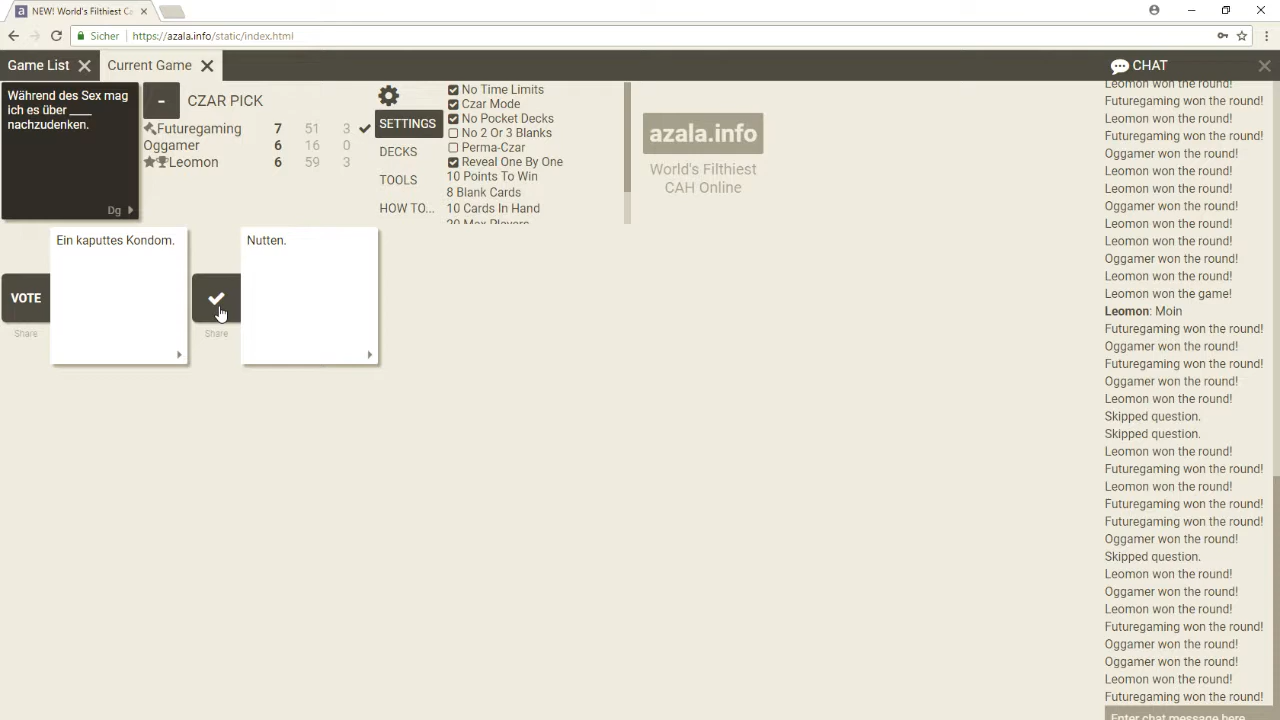 NEW! World's Filthiest C
Sicher
https://azala.info/static/index.html
Game List
Current Game
CHAT
Während des Sex mag
ich es über ____
nachzudenken.
Dg
-
CZAR PICK
Futuregaming 7 51 3
Oggamer 6 16 0
Leomon 6 59 3
SETTINGS
DECKS
TOOLS
HOW TO...
No Time Limits
Czar Mode
No Pocket Decks
No 2 Or 3 Blanks
Perma-Czar
Reveal One By One
10 Points To Win
8 Blank Cards
10 Cards In Hand
20 Max Players
azala.info
World's Filthiest
CAH Online
VOTE
Share
Ein kaputtes Kondom.
Share
Nutten.
Leomon won the round!
Futuregaming won the round!
Leomon won the round!
Futuregaming won the round!
Oggamer won the round!
Leomon won the round!
Leomon won the round!
Oggamer won the round!
Leomon won the round!
Leomon won the round!
Oggamer won the round!
Leomon won the round!
Leomon won the game!
Leomon: Moin
Futuregaming won the round!
Oggamer won the round!
Futuregaming won the round!
Oggamer won the round!
Leomon won the round!
Skipped question.
Skipped question.
Leomon won the round!
Futuregaming won the round!
Leomon won the round!
Futuregaming won the round!
Futuregaming won the round!
Oggamer won the round!
Skipped question.
Leomon won the round!
Oggamer won the round!
Leomon won the round!
Futuregaming won the round!
Oggamer won the round!
Oggamer won the round!
Leomon won the round!
Futuregaming won the round!
Enter chat message here